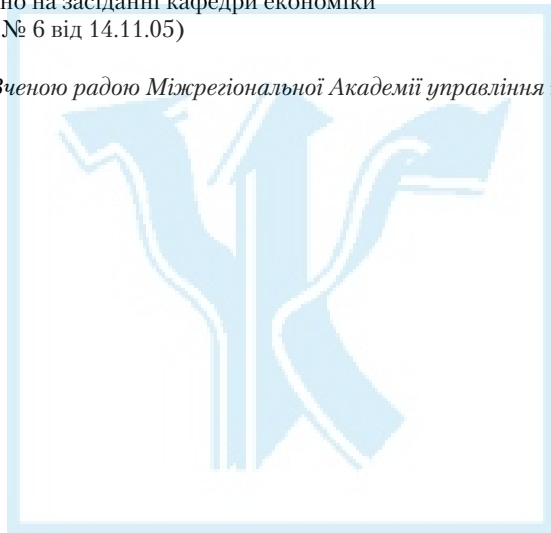 но на засіданні кафедри економіки
№ 6 від 14.11.05)
Вченою радою Міжрегіональної Академії управління